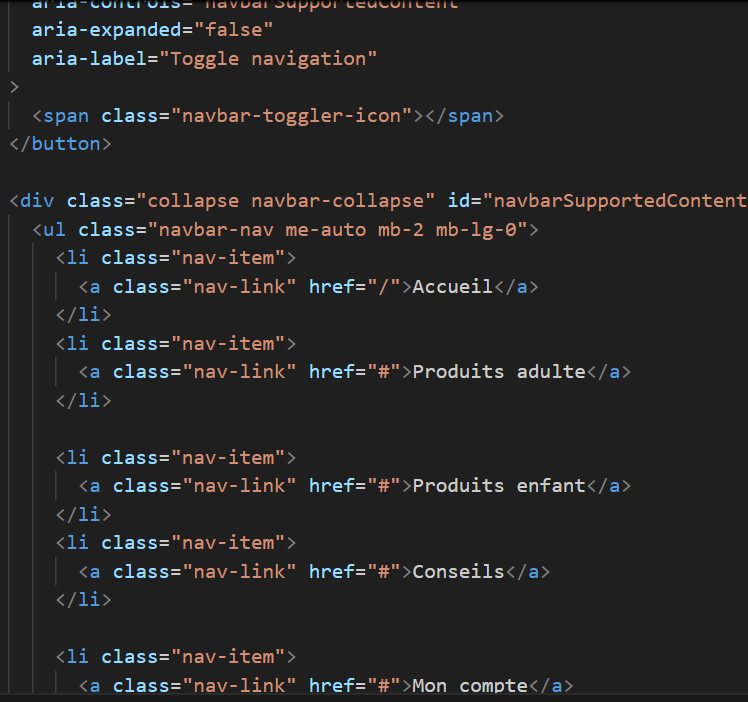 aria-controls="navbarSupportedContent"
aria-expanded="false"
aria-label="Toggle navigation"
>
<span class="navbar-toggler-icon"></span>
</button>
<div class="collapse navbar-collapse" id="navbarSupportedContent
<ul class="navbar-nav me-auto mb-2 mb-lg-0">
<li class="nav-item">
<a class="nav-link" href="/">Accueil</a>
</li>
<li class="nav-item">
<a class="nav-link" href="#">Produits adulte</a>
</li>
<li class="nav-item">
<a class="nav-link" href="#">Produits enfant</a>
</li>
<li class="nav-item">
<a class="nav-link" href="#">Conseils</a>
</li>
<li class="nav-item">
<a class="nav-link" href="#">Mon compte</a>